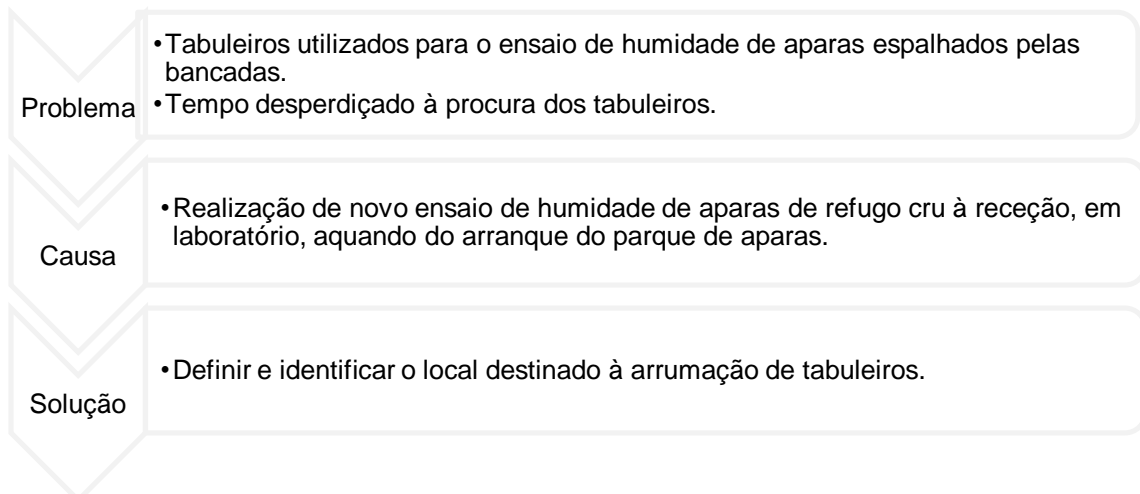 Problema
•Tabuleiros utilizados para o ensaio de humidade de aparas espalhados pelas
bancadas.
•Tempo desperdiçado à procura dos tabuleiros.
Causa
•Realização de novo ensaio de humidade de aparas de refugo cru à receção, em
laboratório, aquando do arranque do parque de aparas.
Solução
•Definir e identificar o local destinado à arrumação de tabuleiros.